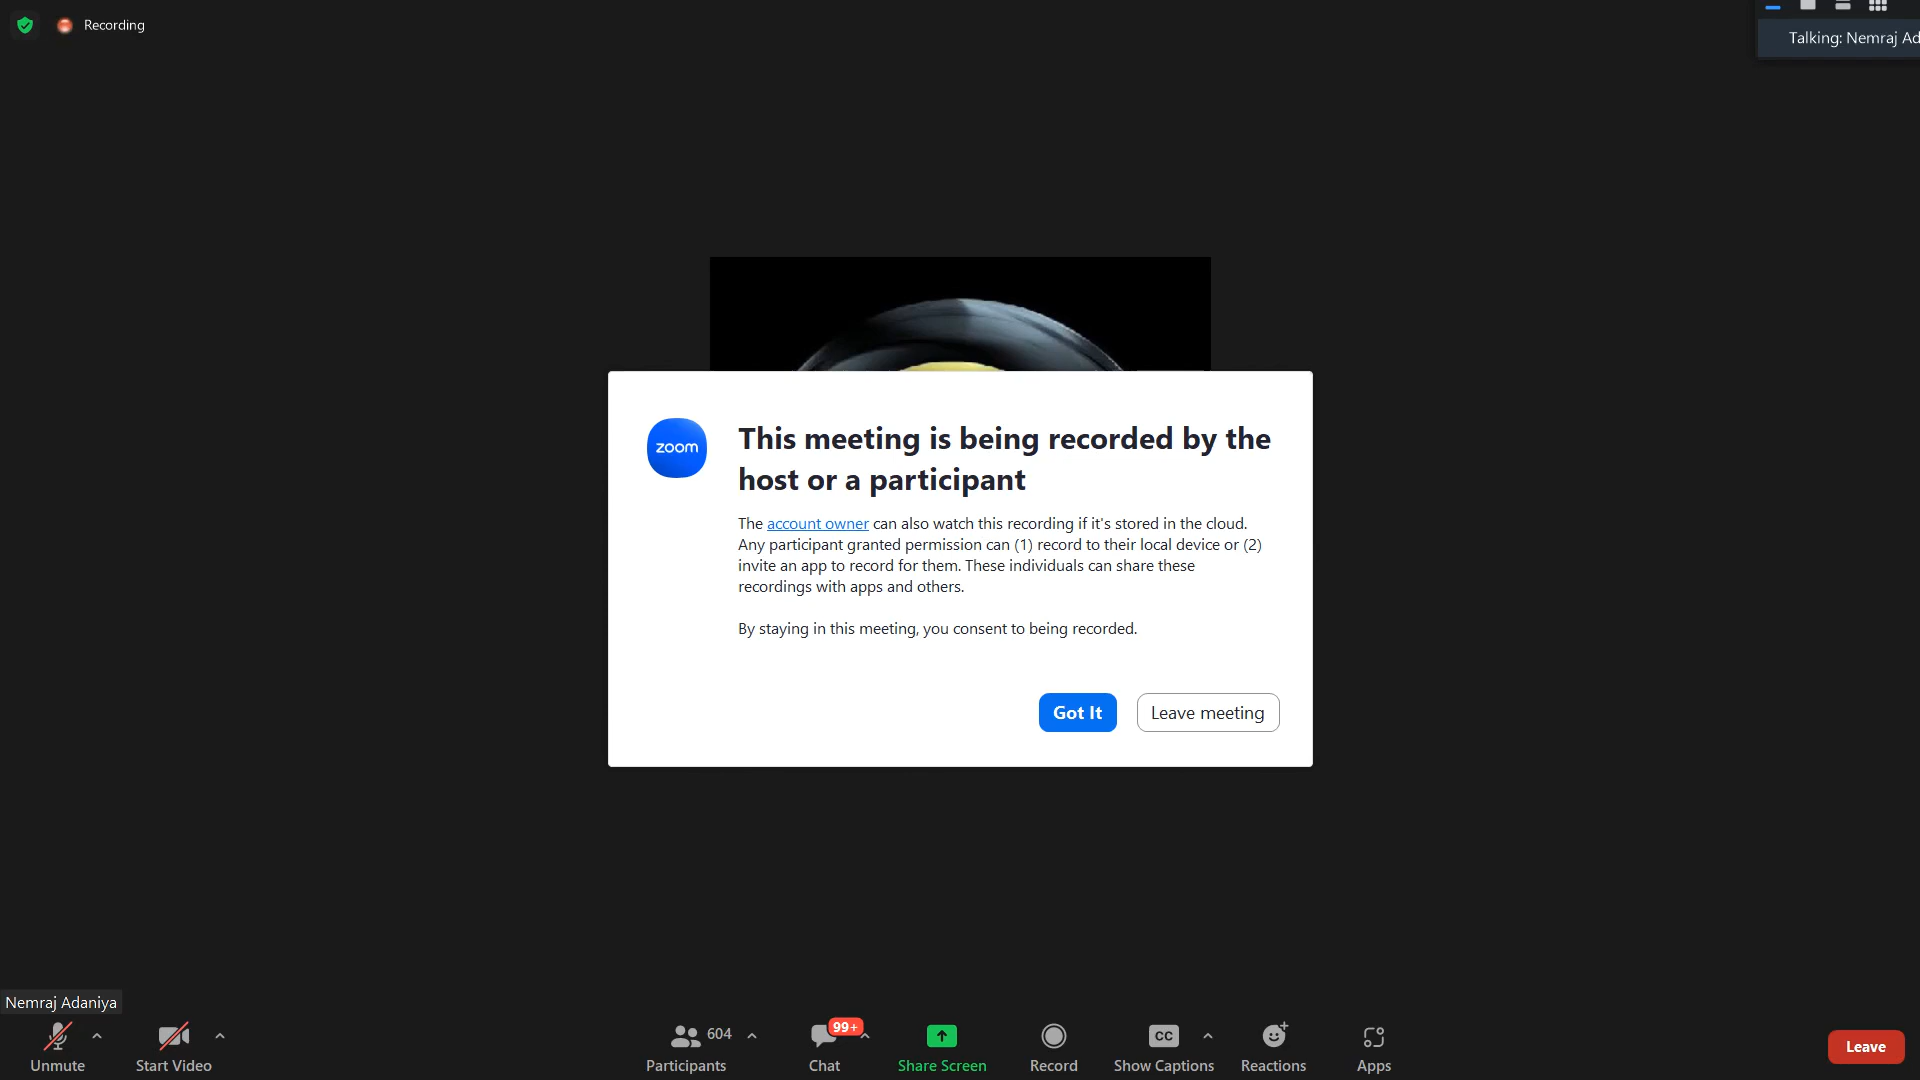 Recording
Talking: Nemraj Ad
zoom
This meeting is being recorded by the
host or a participant
The account owner can also watch this recording if it's stored in the cloud.
Any participant granted permission can (1) record to their local device or (2)
invite an app to record for them. These individuals can share these
recordings with apps and others.
By staying in this meeting, you consent to being recorded.
Got It
Leave meeting
Nemraj Adaniya
604
99+
CC
Unmute
Start Video
Participants
Chat
Share Screen
Record
Show Captions
Reactions
Apps
Leave